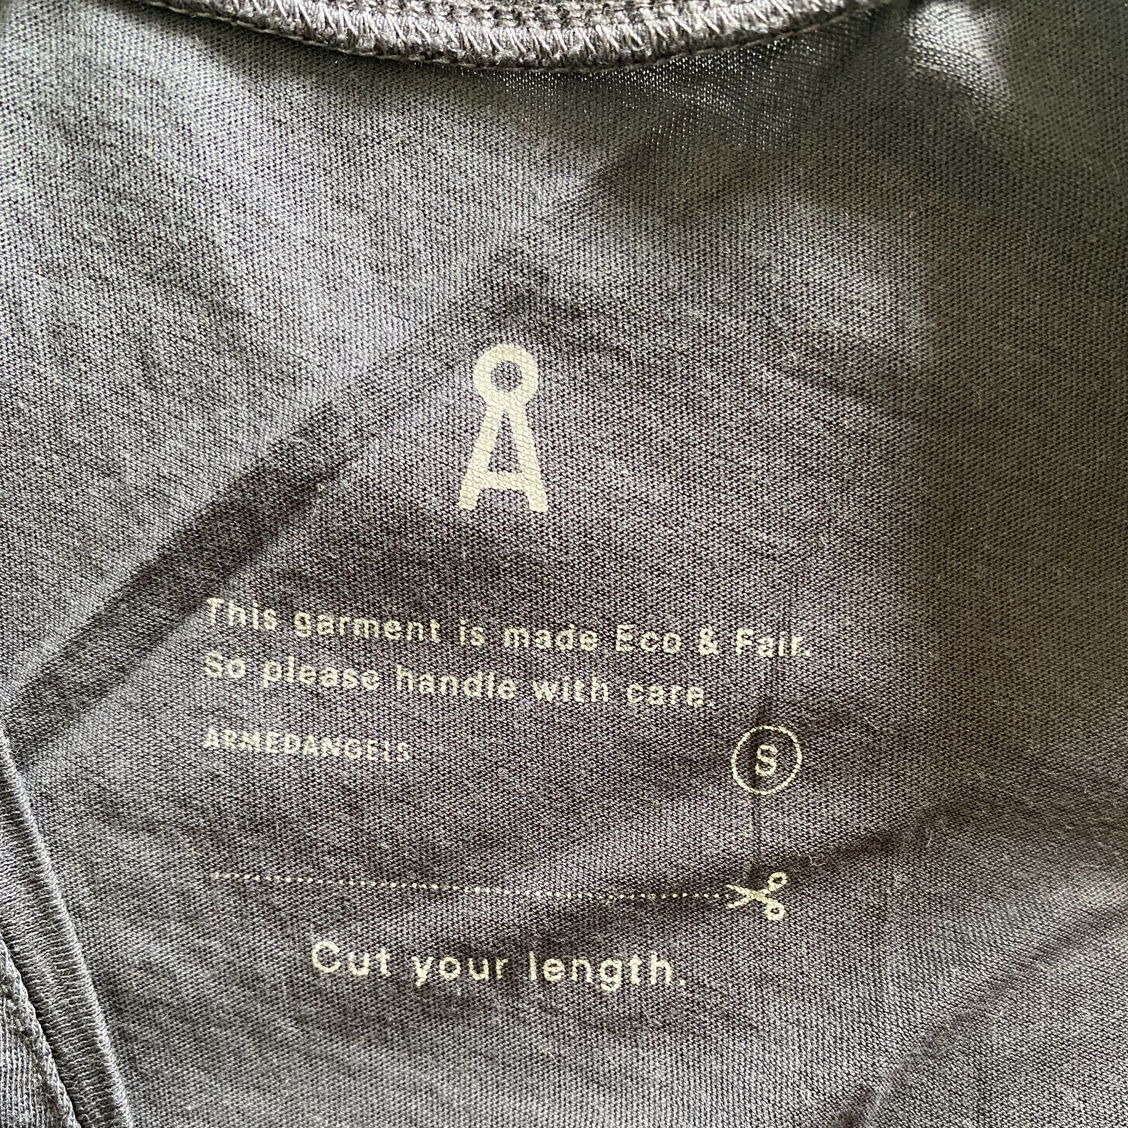 This garment is made Eco & Fair.
So please handle with care.
ARMEDANGELS
S
Cut your length.